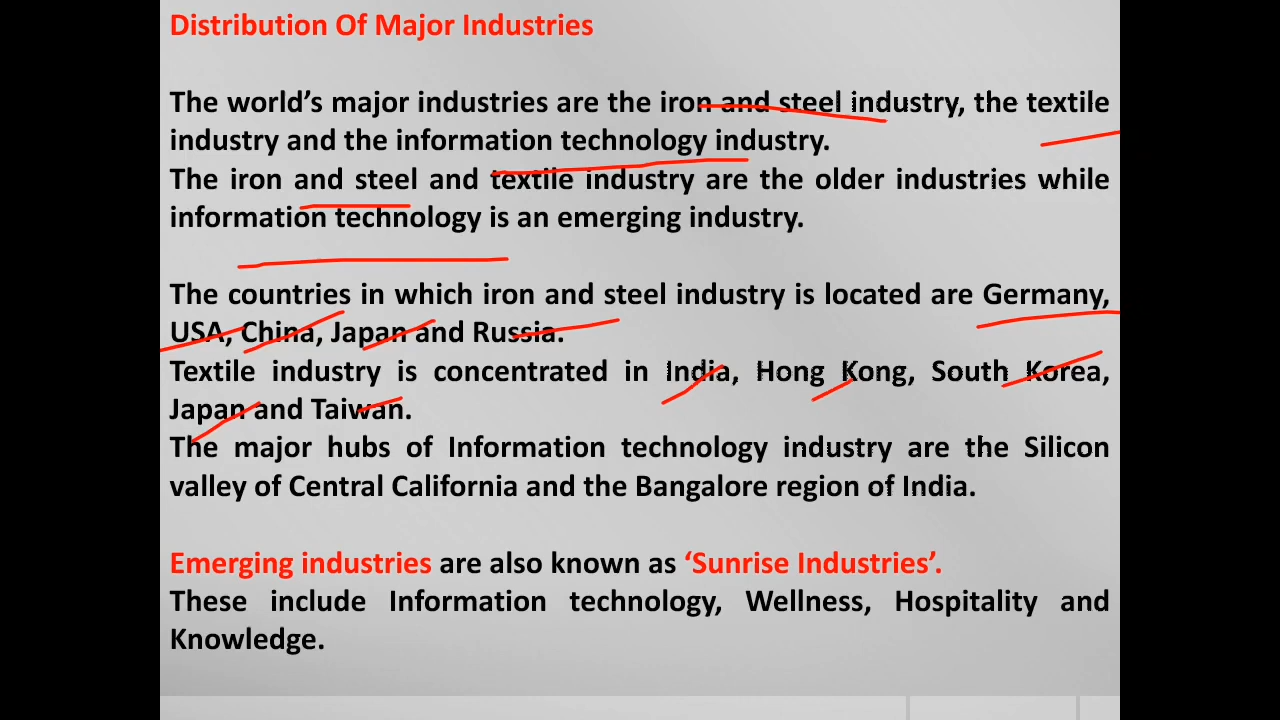 Distribution Of Major Industries
The world's major industries are the iron and steel industry, the textile
industry and the information technology industry.
The iron and steel and textile industry are the older industries while
information technology is an emerging industry.
The countries in which iron and steel industry is located are Germany,
USA, China, Japan and Russia.
Textile industry is concentrated in India, Hong Kong, South Korea,
Japan and Taiwan.
The major hubs of Information technology industry are the Silicon
valley of Central California and the Bangalore region of India.
Emerging industries are also known as ‘Sunrise Industries’.
These include Information technology, Wellness, Hospitality and
Knowledge.